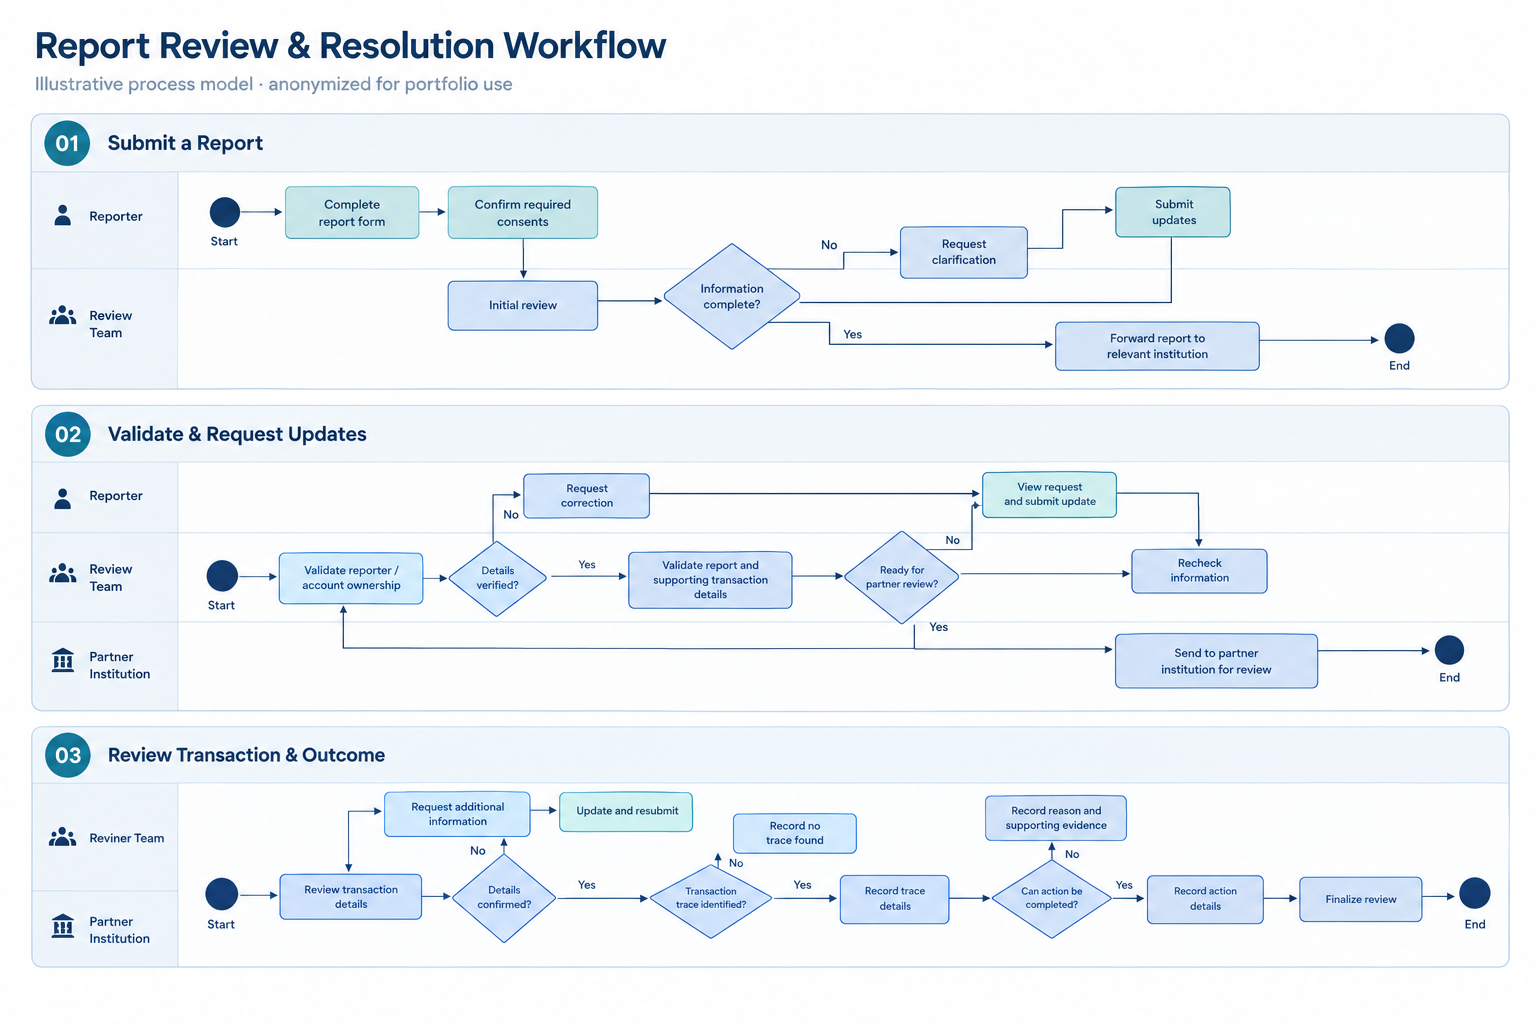 Report Review & Resolution Workflow
Illustrative process model · anonymized for portfolio use
01
Submit a Report
Reporter
Start
Complete
report form
Confirm required
consents
No
Request
clarification
Submit
updates
Review
Team
Initial review
Information
complete?
Yes
Forward report to
relevant institution
End
02
Validate & Request Updates
Reporter
Request
correction
No
View request
and submit update
Review
Team
Start
Validate reporter /
account ownership
Details
verified?
Yes
Validate report and
supporting transaction
details
Ready for
partner review?
No
Recheck
information
Yes
Partner
Institution
Send to partner
institution for review
End
03
Review Transaction & Outcome
Reviner Team
Request additional
information
Update and resubmit
Record no
trace found
Record reason and
supporting evidence
No
No
No
Partner
Institution
Start
Review transaction
details
Details
confirmed?
Yes
Transaction
trace identified?
Yes
Record trace
details
Can action be
completed?
Yes
Record action
details
Finalize review
End